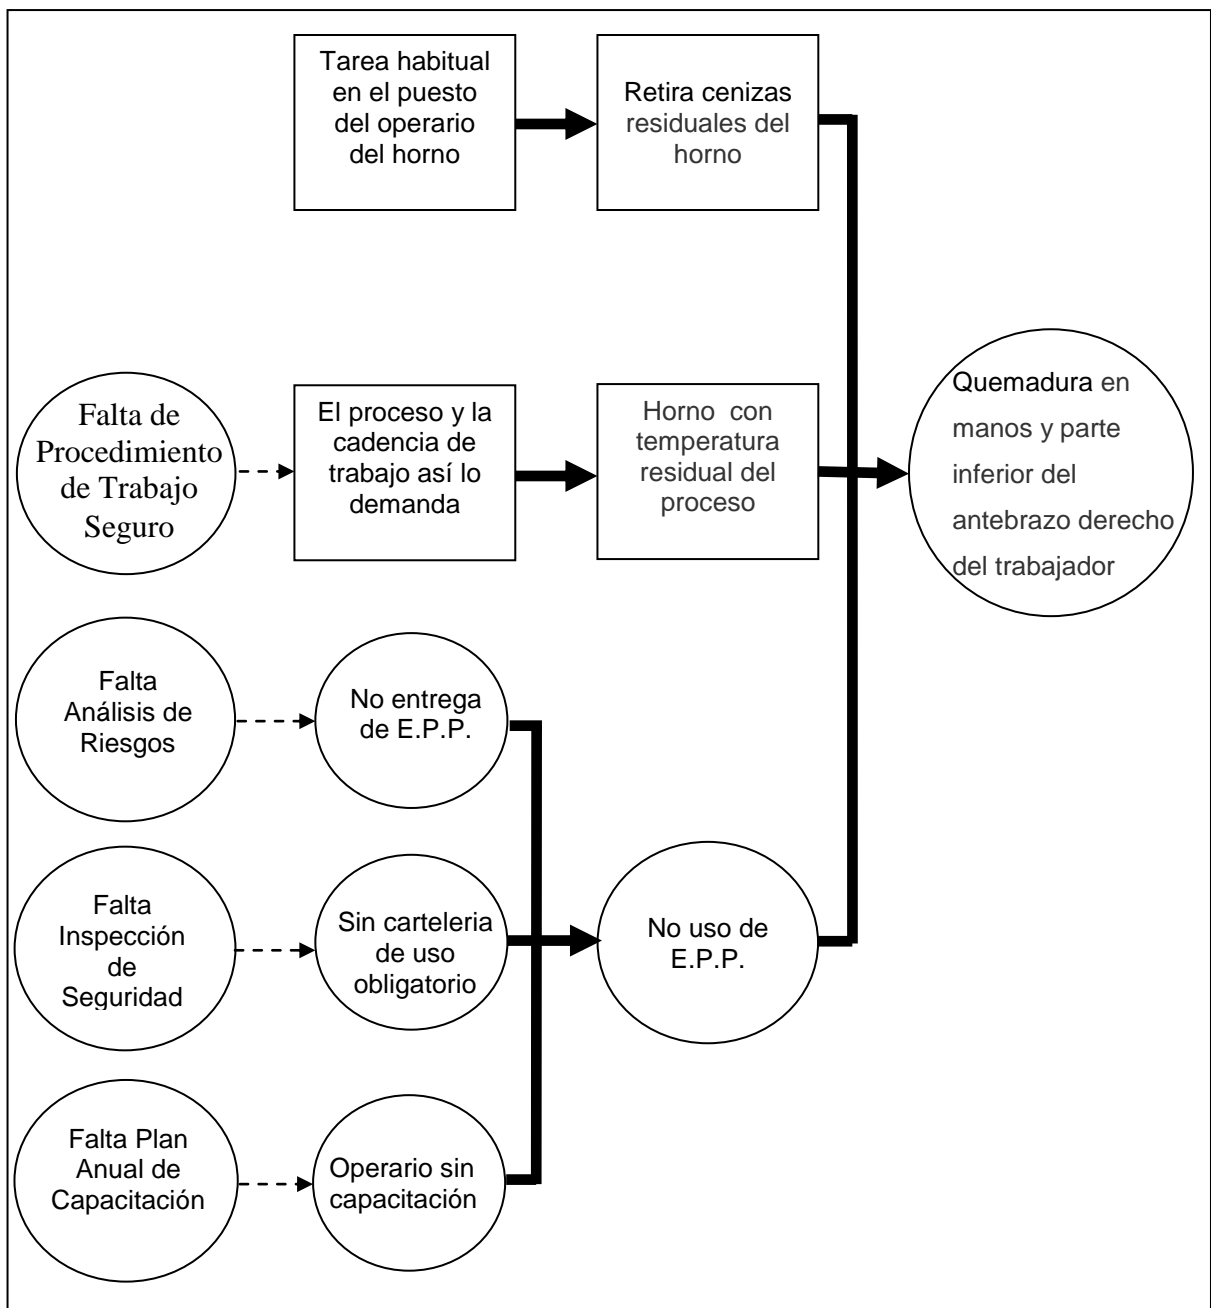 Tarea habitual
en el puesto
del operario
del horno
Retira cenizas
residuales del
horno
Falta de
Procedimiento
de Trabajo
Seguro
El proceso y la
cadencia de
trabajo así lo
demanda
Horno con
temperatura
residual del
proceso
Quemadura en
manos y parte
inferior del
antebrazo derecho
del trabajador
Falta
Análisis de
Riesgos
No entrega
de E.P.P.
Falta
Inspección
de
Seguridad
Sin carteleria
de uso
obligatorio
No uso de
E.P.P.
Falta Plan
Anual de
Capacitación
Operario sin
capacitación